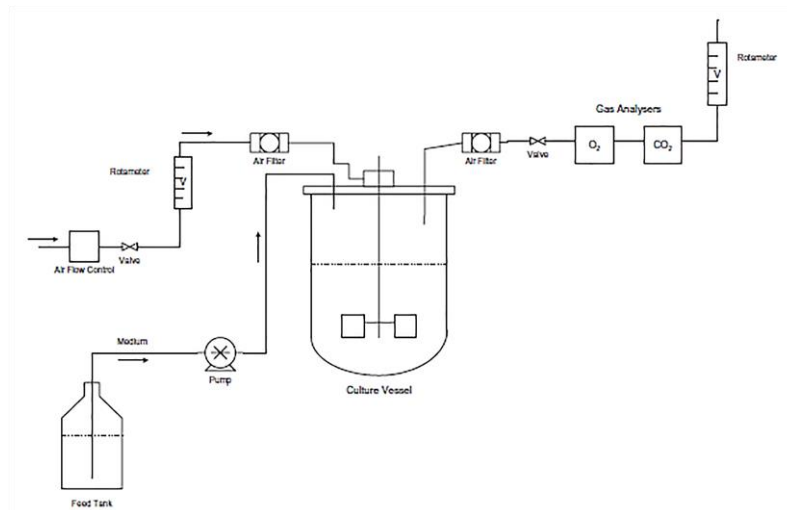 Rotameter
Gas Analysers
Rotameter
V
Air Filter
Air Filter
Valve
O2
CO2
V
Air Flow Control
Valve
Medium
Pump
Culture Vessel
Feed Tank